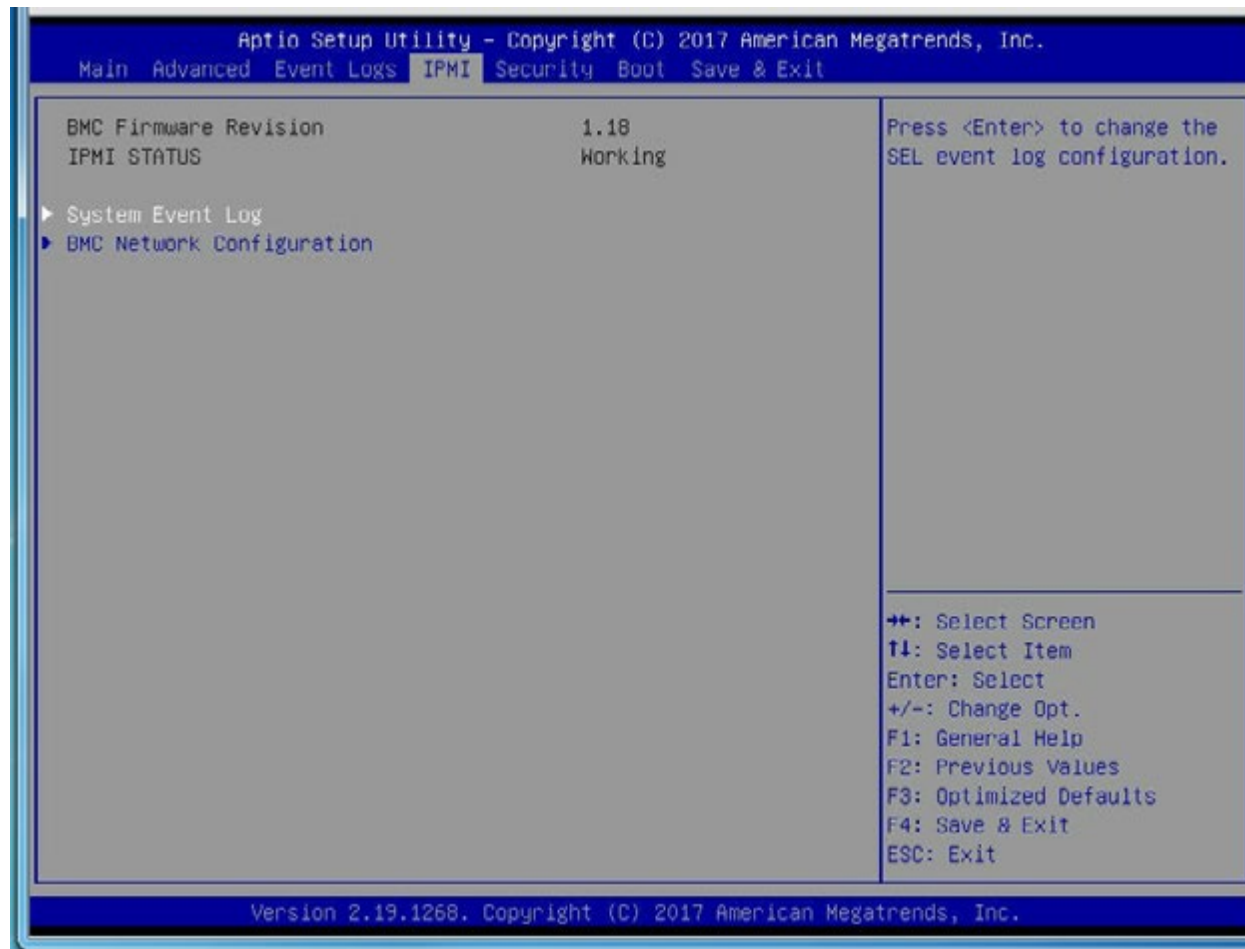 Aptio Setup Utility – Copyright (C) 2017 American Megatrends, Inc.
Main Advanced Event Logs IPMI Security Boot Save & Exit
BMC Firmware Revision 1.18
IPMI STATUS Working
System Event Log
BMC Network Configuration
Press <Enter> to change the
SEL event log configuration.
→←: Select Screen
↑↓: Select Item
Enter: Select
+/-: Change Opt.
F1: General Help
F2: Previous Values
F3: Optimized Defaults
F4: Save & Exit
ESC: Exit
Version 2.19.1268. Copyright (C) 2017 American Megatrends, Inc.